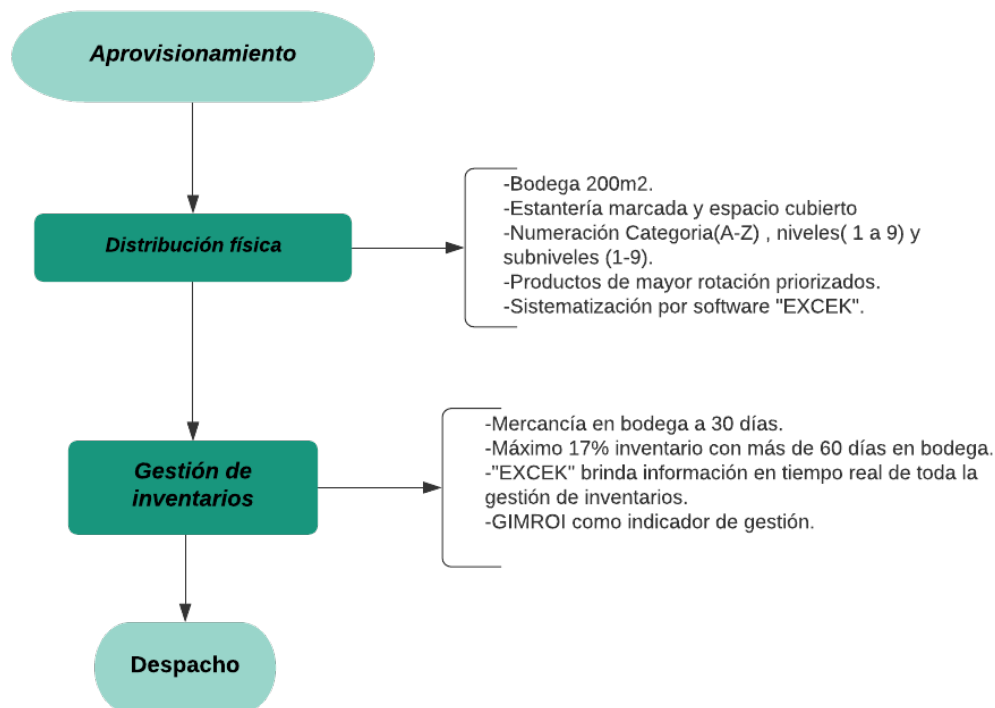 Aprovisionamiento
Distribución física
-Bodega 200m2.
-Estantería marcada y espacio cubierto
-Numeración Categoria(A-Z) , niveles( 1 a 9) y
subniveles (1-9).
-Productos de mayor rotación priorizados.
-Sistematización por software "EXCEK".
Gestión de
inventarios
-Mercancía en bodega a 30 días.
-Máximo 17% inventario con más de 60 días en bodega.
-"EXCEK" brinda información en tiempo real de toda la
gestión de inventarios.
-GIMROI como indicador de gestión.
Despacho